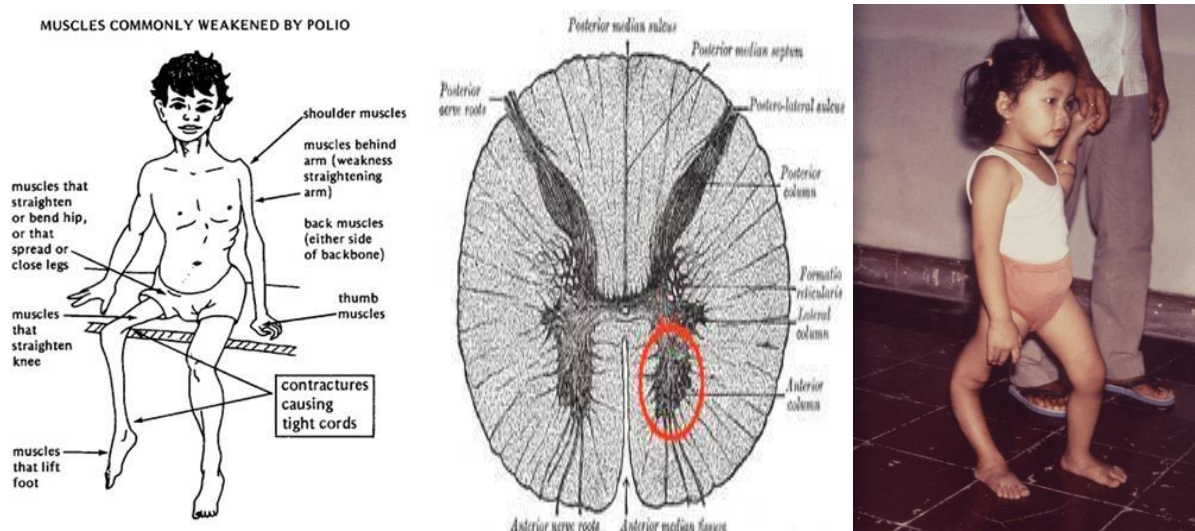 MUSCLES COMMONLY WEAKENED BY POLIO
shoulder muscles
muscles behind
arm (weakness
straightening
arm)
back muscles
(either side
of backbone)
thumb
muscles
muscles that
straighten
or bend hip,
or that
spread or
close legs
muscles
that
straighten
knee
contractures
causing
tight cords
muscles
that lift
foot
Posterior median sulcus
Posterior median septum
Posterior
nerve roots
Postero-lateral sulcus
Posterior
column
Formatio
reticularis
Lateral
column
Anterior
column
Anterior nerve roots
Anterior median fissure